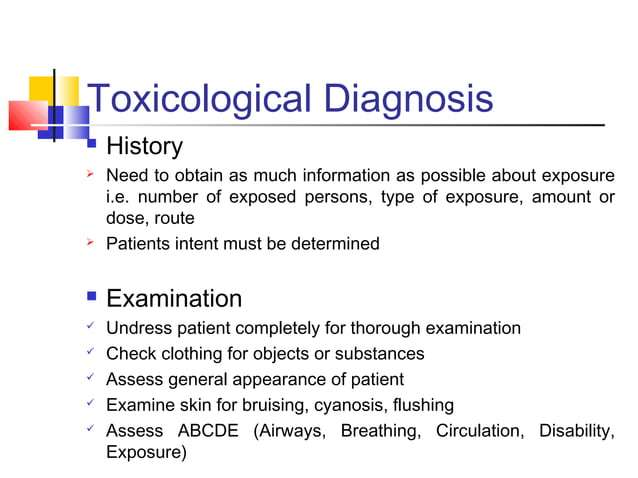 Toxicological Diagnosis
History
Need to obtain as much information as possible about exposure
i.e. number of exposed persons, type of exposure, amount or
dose, route
Patients intent must be determined
Examination
Undress patient completely for thorough examination
Check clothing for objects or substances
Assess general appearance of patient
Examine skin for bruising, cyanosis, flushing
Assess ABCDE (Airways, Breathing, Circulation, Disability,
Exposure)